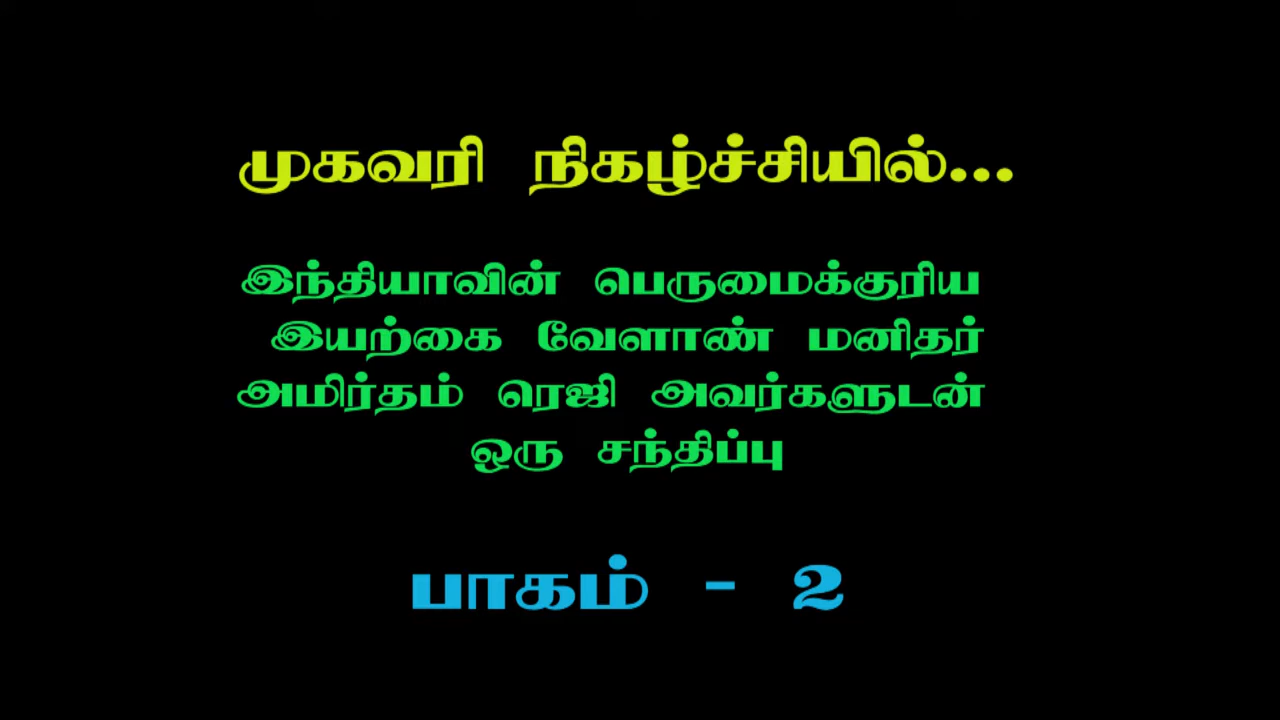 முகவரி நிகழ்ச்சியில்...
இந்தியாவின் பெருமைக்குரிய
இயற்கை வேளாண் மனிதர்
அமிர்தம் ரெஜி அவர்களுடன்
ஒரு சந்திப்பு
பாகம் - 2